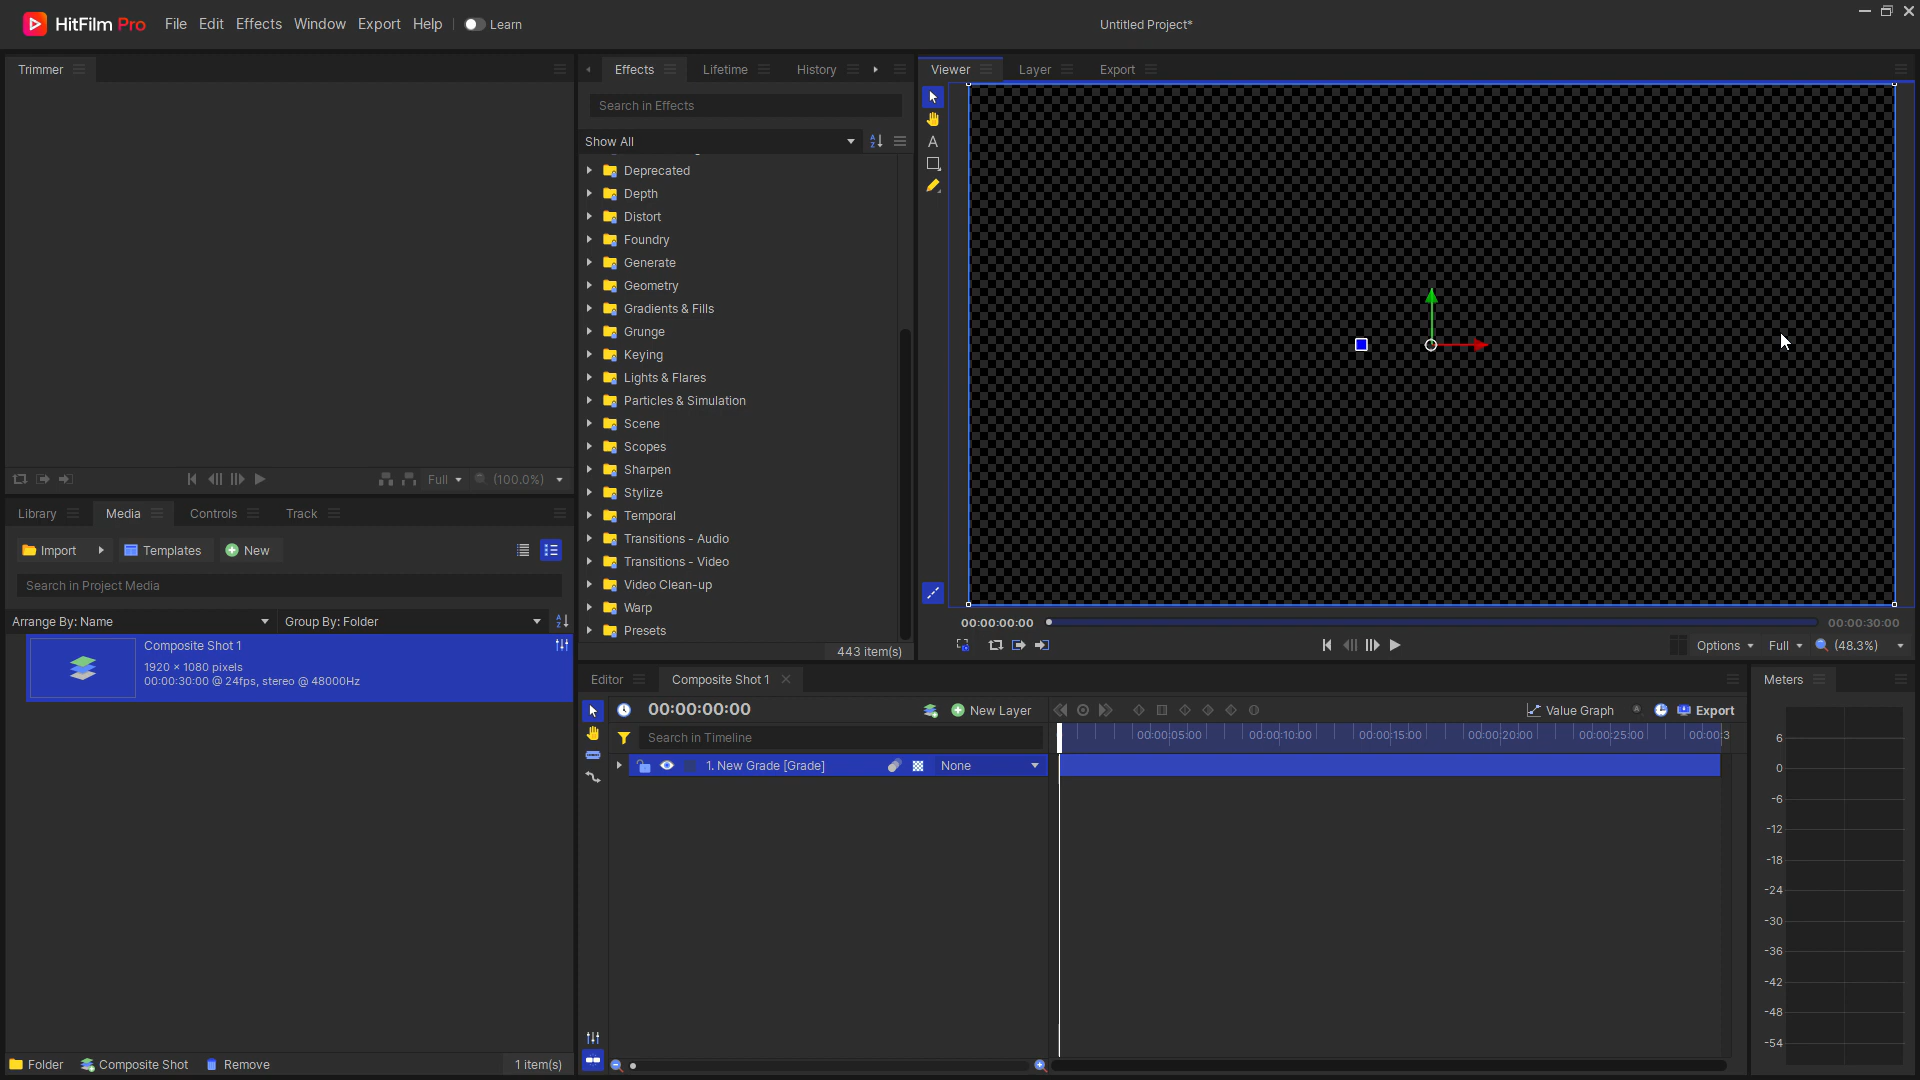 HitFilm Pro File Edit Effects Window Export Help Learn Untitled Project*
Trimmer
Effects Lifetime History
Viewer Layer Export
Search in Effects
Show All
Deprecated
Depth
Distort
Foundry
Generate
Geometry
Gradients & Fills
Grunge
Keying
Lights & Flares
Particles & Simulation
Scene
Scopes
Sharpen
Stylize
Temporal
Transitions - Audio
Transitions - Video
Video Clean-up
Warp
Presets
443 item(s)
A
00:00:00:00 00:00:30:00
Options Full (48.3%)
Full (100.0%)
Library Media Controls Track
Import Templates New
Search in Project Media
Arrange By: Name Group By: Folder
Composite Shot 1
1920 × 1080 pixels
00:00:30:00 @ 24fps, stereo @ 48000Hz
Folder Composite Shot Remove 1 item(s)
Editor Composite Shot 1
00:00:00:00 New Layer Value Graph Export
Search in Timeline
00:00:05:00 00:00:10:00 00:00:15:00 00:00:20:00 00:00:25:00 00:00:3
1. New Grade [Grade] None
Meters
6
0
-6
-12
-18
-24
-30
-36
-42
-48
-54